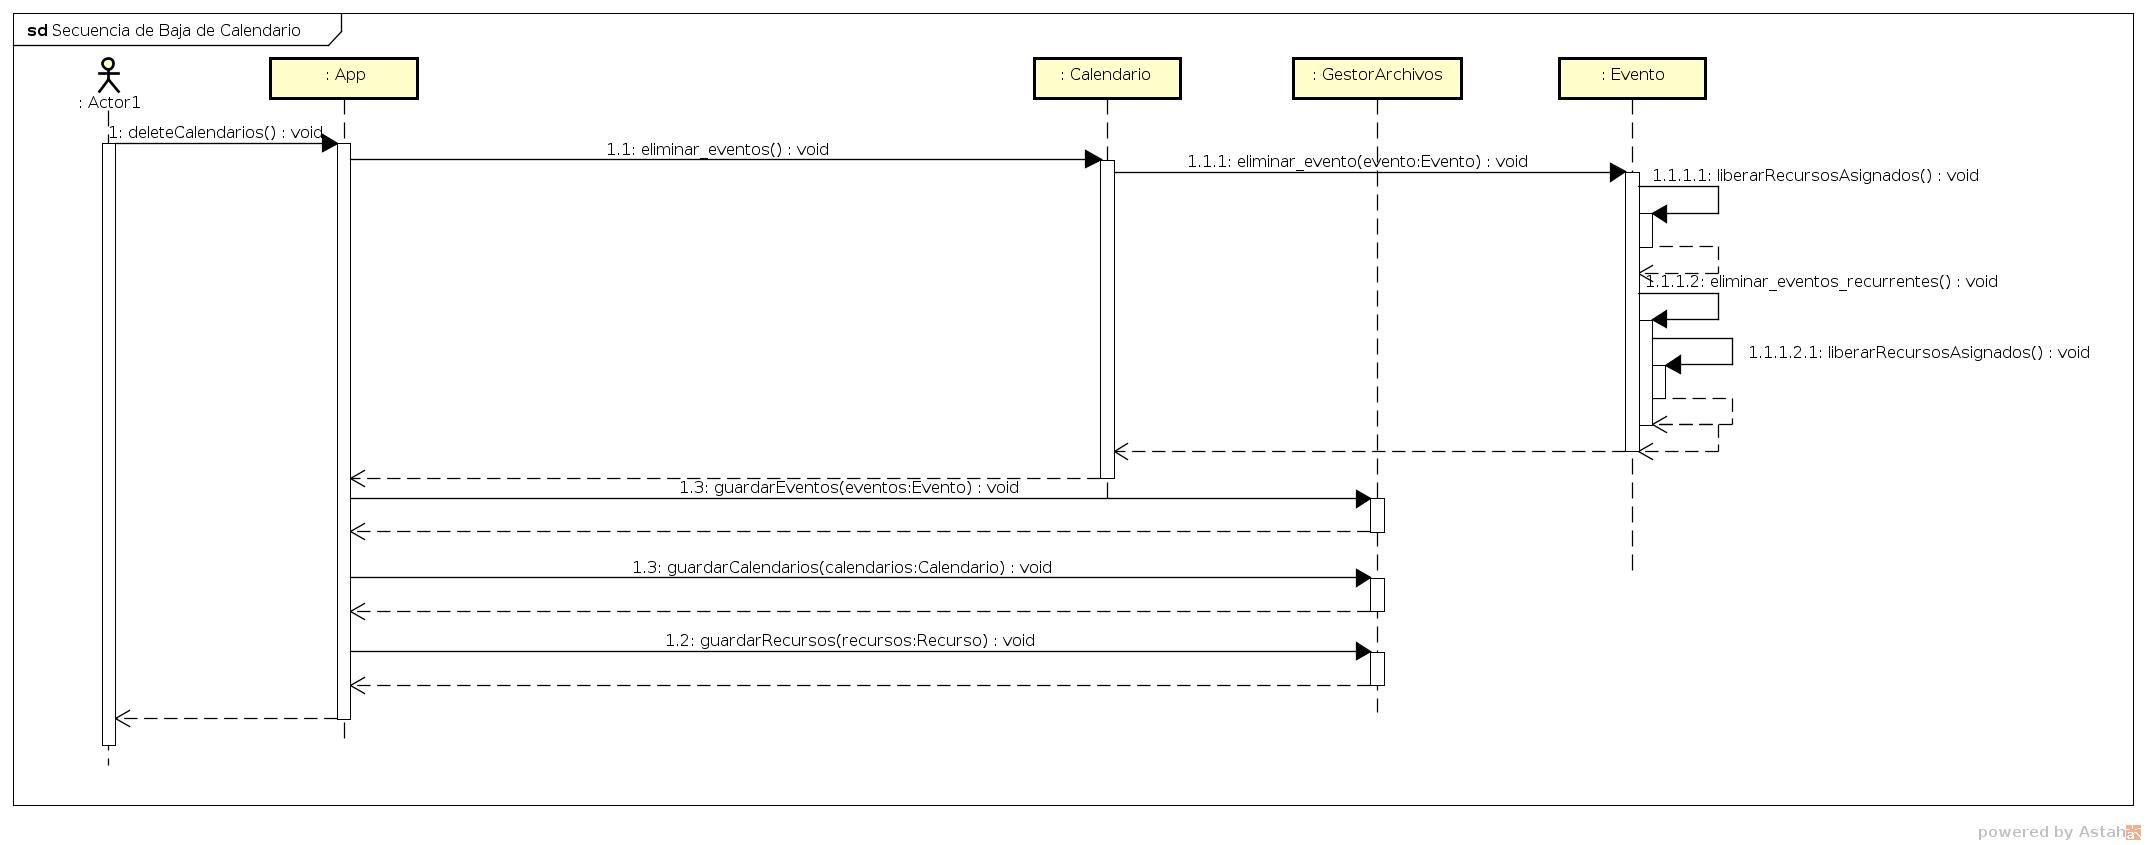 sd Secuencia de Baja de Calendario
: Actor1
: App
: Calendario
: GestorArchivos
: Evento
1: deleteCalendarios() : void
1.1: eliminar_eventos() : void
1.1.1: eliminar_evento(evento:Evento) : void
1.1.1.1: liberarRecursosAsignados() : void
1.1.1.2: eliminar_eventos_recurrentes() : void
1.1.1.2.1: liberarRecursosAsignados() : void
1.3: guardarEventos(eventos:Evento) : void
1.3: guardarCalendarios(calendarios:Calendario) : void
1.2: guardarRecursos(recursos:Recurso) : void
powered by Astah